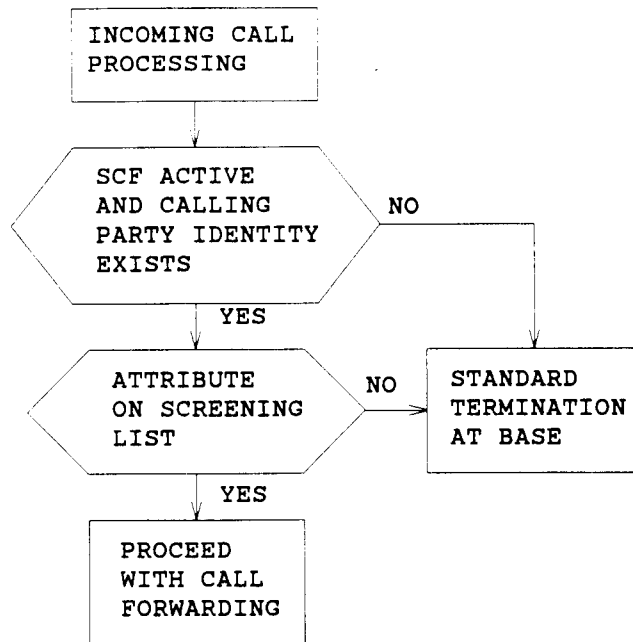 INCOMING CALL
PROCESSING
SCF ACTIVE
AND CALLING
PARTY IDENTITY
EXISTS
NO
YES
ATTRIBUTE
ON SCREENING
LIST
NO
STANDARD
TERMINATION
AT BASE
YES
PROCEED
WITH CALL
FORWARDING